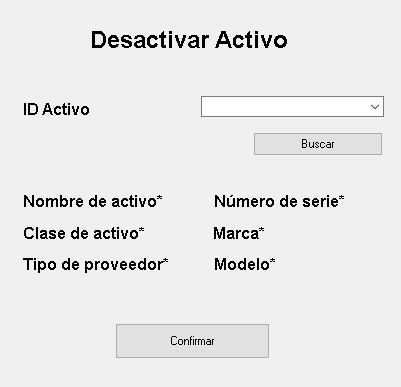 Desactivar Activo
ID Activo
Buscar
Nombre de activo* Número de serie*
Clase de activo* Marca*
Tipo de proveedor* Modelo*
Confirmar